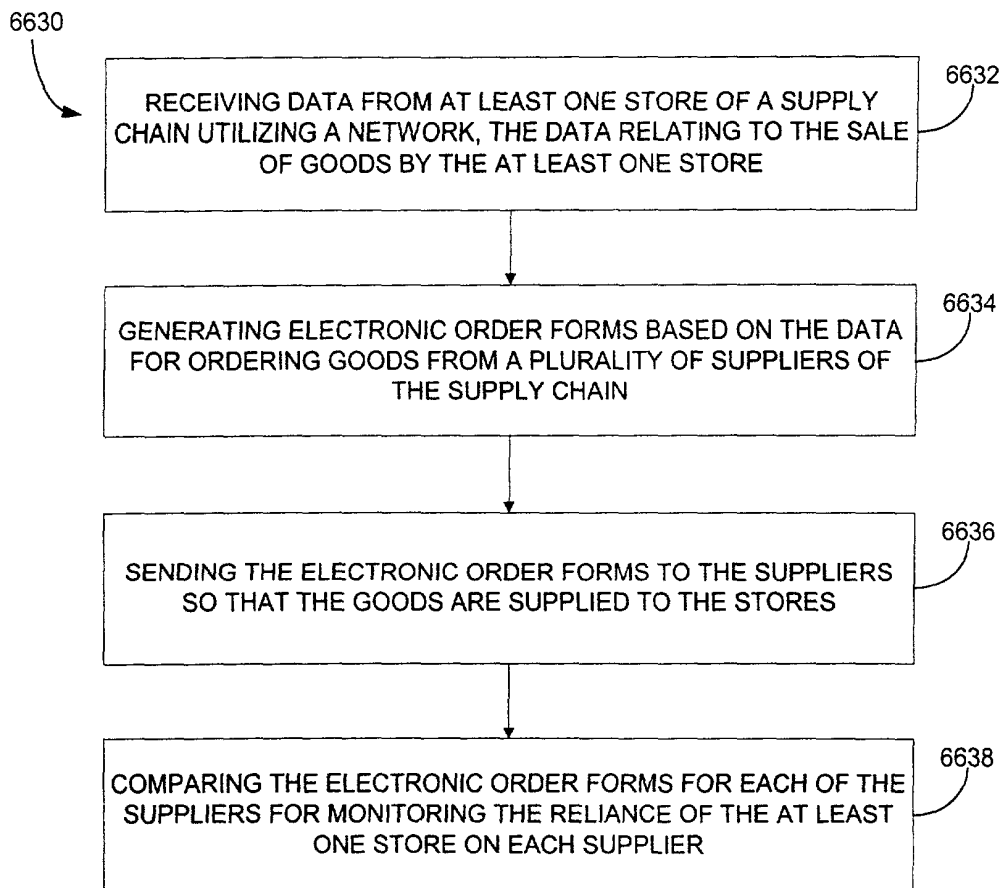 6630
RECEIVING DATA FROM AT LEAST ONE STORE OF A SUPPLY
CHAIN UTILIZING A NETWORK, THE DATA RELATING TO THE SALE
OF GOODS BY THE AT LEAST ONE STORE
6632
GENERATING ELECTRONIC ORDER FORMS BASED ON THE DATA
FOR ORDERING GOODS FROM A PLURALITY OF SUPPLIERS OF
THE SUPPLY CHAIN
6634
SENDING THE ELECTRONIC ORDER FORMS TO THE SUPPLIERS
SO THAT THE GOODS ARE SUPPLIED TO THE STORES
6636
COMPARING THE ELECTRONIC ORDER FORMS FOR EACH OF THE
SUPPLIERS FOR MONITORING THE RELIANCE OF THE AT LEAST
ONE STORE ON EACH SUPPLIER
6638